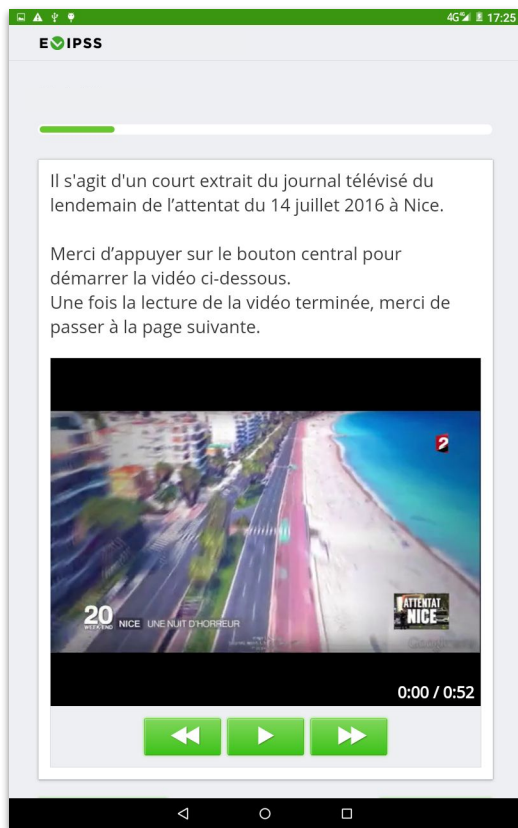 4G 17:25
E IPSS
Il s'agit d'un court extrait du journal télévisé du
lendemain de l’attentat du 14 juillet 2016 à Nice.
Merci d’appuyer sur le bouton central pour
démarrer la vidéo ci-dessous.
Une fois la lecture de la vidéo terminée, merci de
passer à la page suivante.
2
20
WEEK-END
NICE UNE NUIT D'HORREUR
ATTENTAT
NICE
0:00 / 0:52